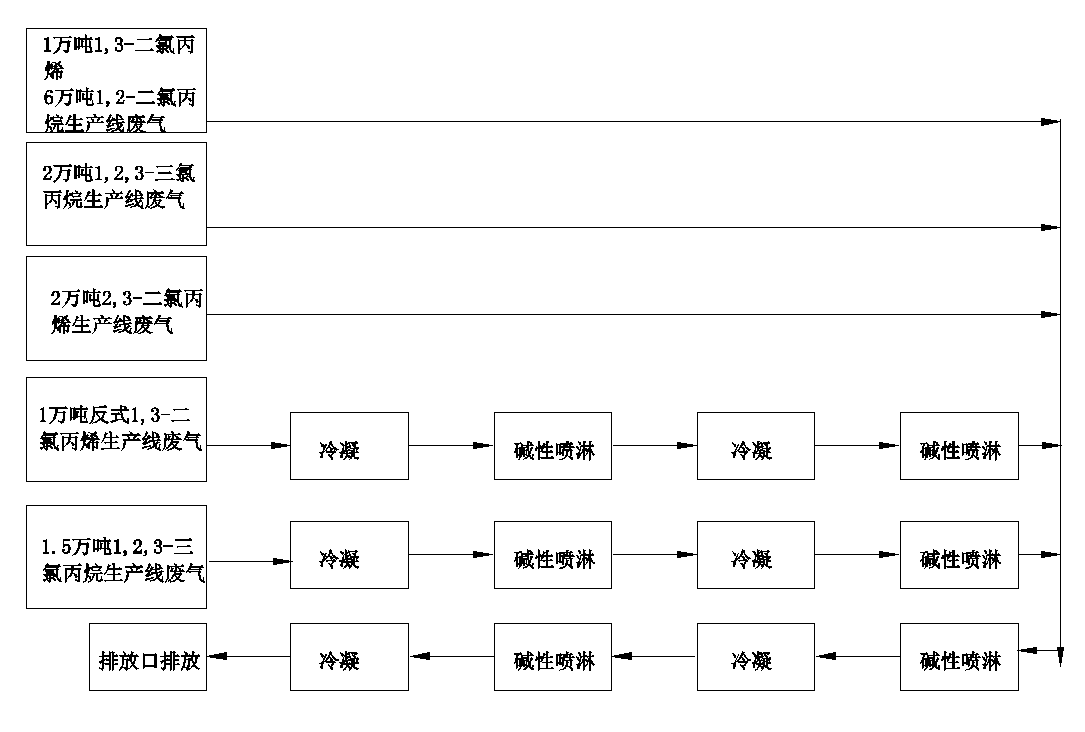 1万吨1,3-二氯丙
烯
6万吨1,2-二氯丙
烷生产线废气
2万吨1,2,3-三氯
丙烷生产线废气
2万吨2,3-二氯丙
烯生产线废气
1万吨反式1,3-二
氯丙烯生产线废气
冷凝
碱性喷淋
冷凝
碱性喷淋
1.5万吨1,2,3-三
氯丙烷生产线废气
冷凝
碱性喷淋
冷凝
碱性喷淋
排放口排放
冷凝
碱性喷淋
冷凝
碱性喷淋